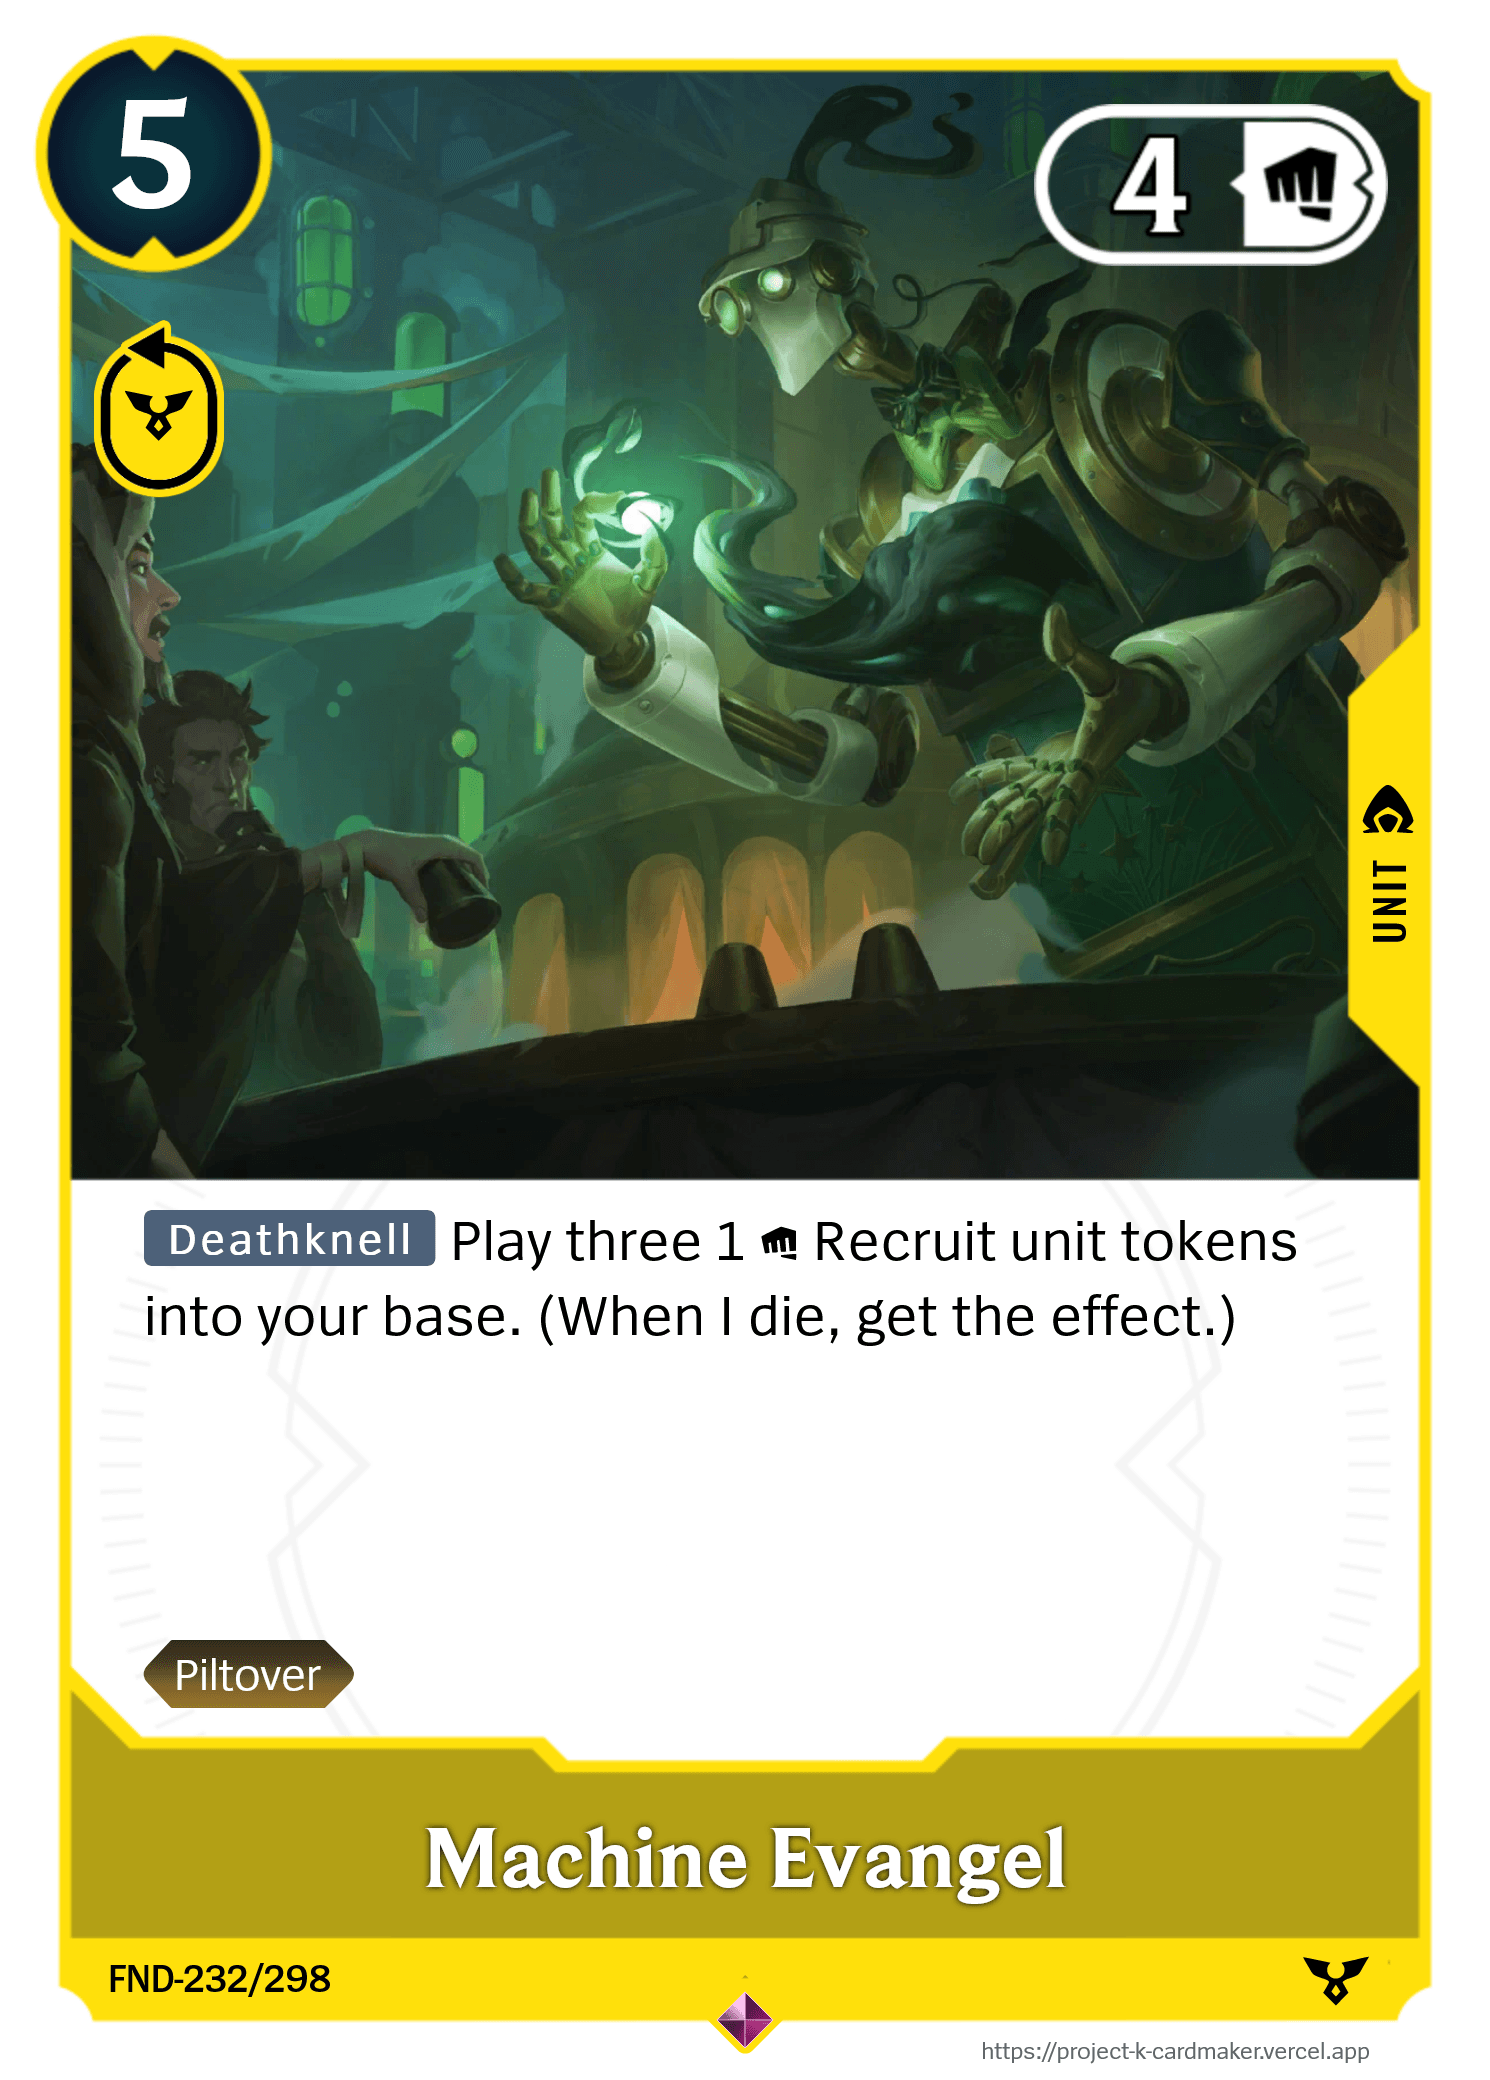 5
4
UNIT
Deathknell Play three 1 Recruit unit tokens
into your base. (When I die, get the effect.)
Piltover
Machine Evangel
FND-232/298
https://project-k-cardmaker.vercel.app